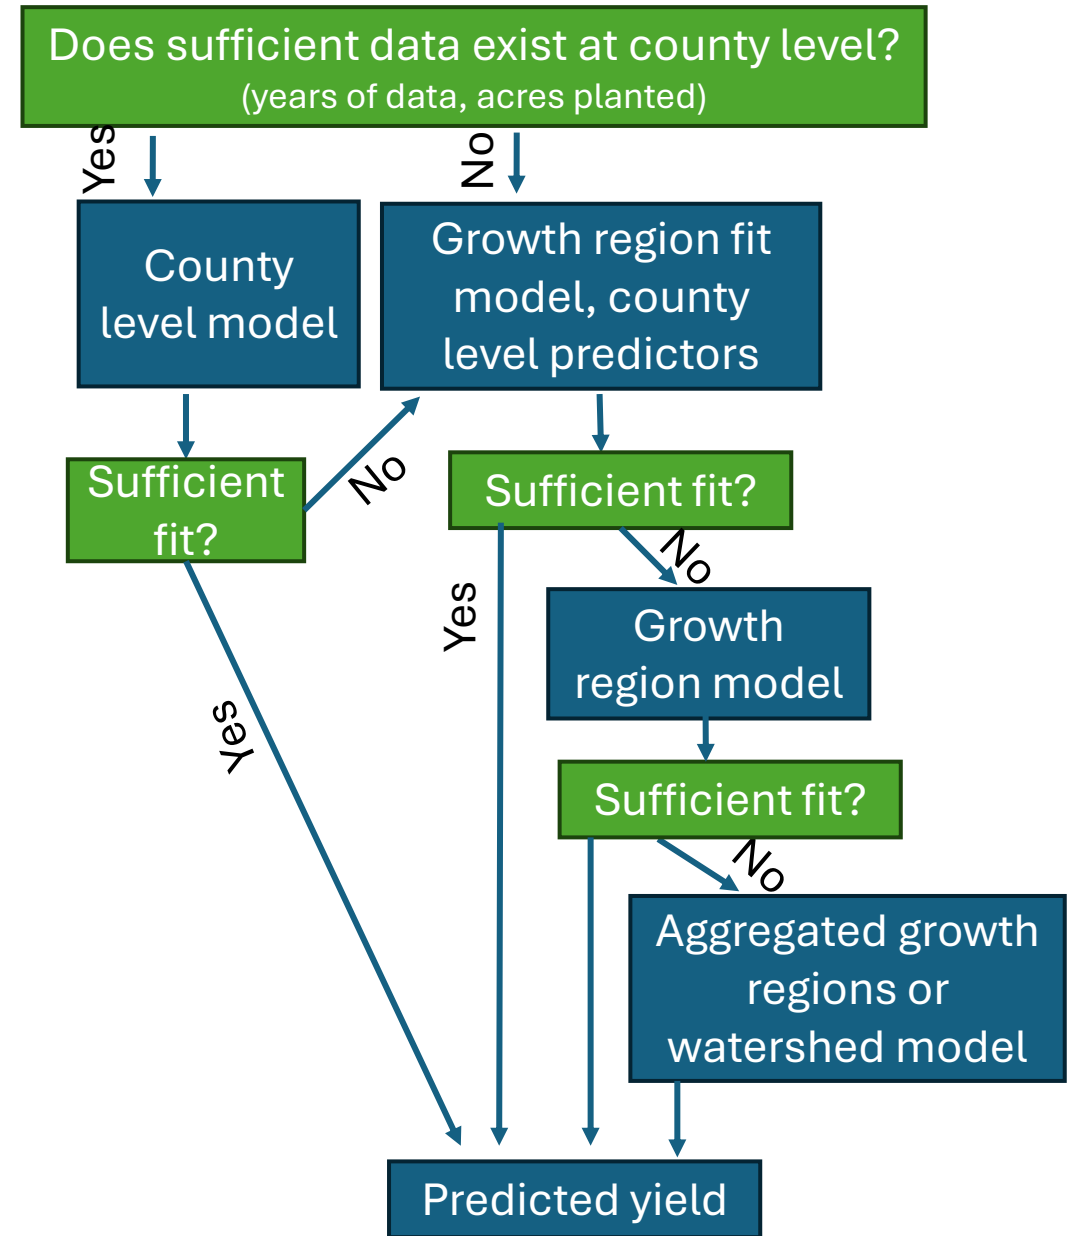 Does sufficient data exist at county level?
(years of data, acres planted)
Yes
No
County
level model
Growth region fit
model, county
level predictors
Sufficient
fit?
No
Sufficient fit?
No
Yes
Growth
region model
Yes
Sufficient fit?
No
Aggregated growth
regions or
watershed model
Predicted yield